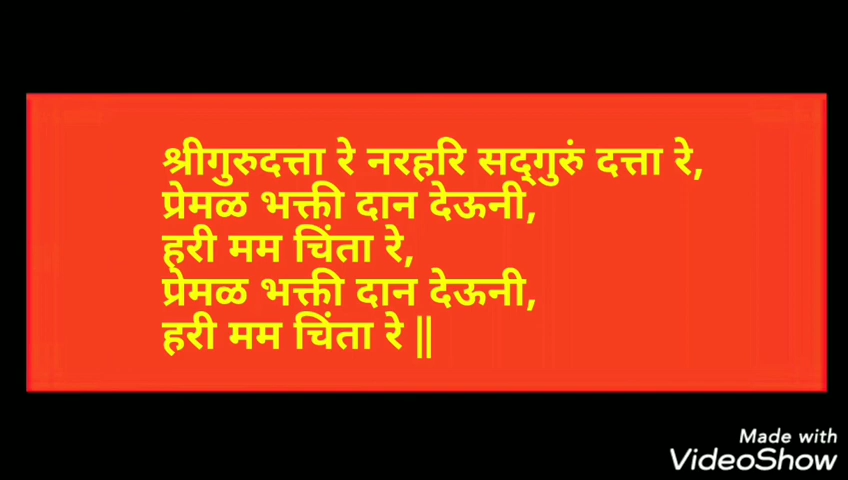 श्रीगुरुदत्ता रे नरहरि सद्‌गुरुं दत्ता रे,
प्रेमळ भक्ती दान देऊनी,
हरी मम चिंता रे,
प्रेमळ भक्ती दान देऊनी,
हरी मम चिंता रे ||
Made with
VideoShow